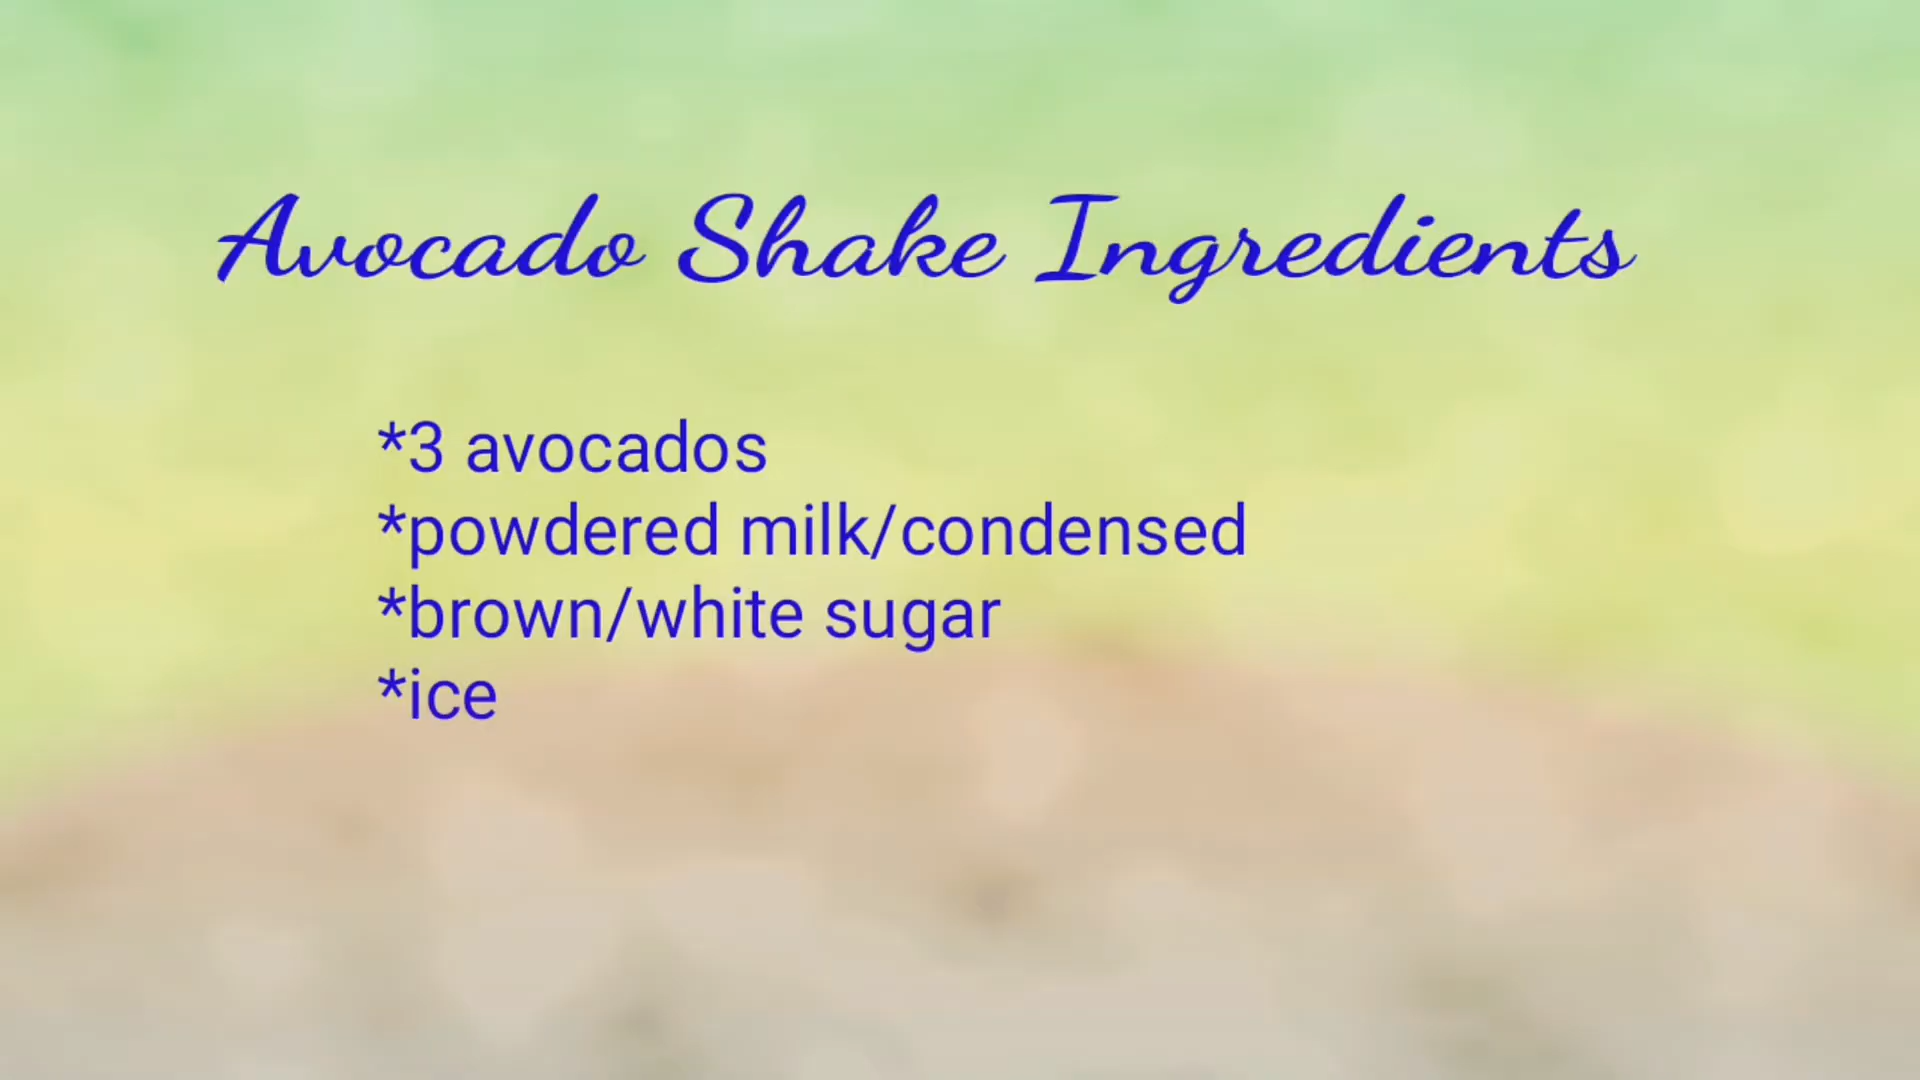 Avocado Shake Ingredients
*3 avocados
*powdered milk/condensed
*brown/white sugar
*ice